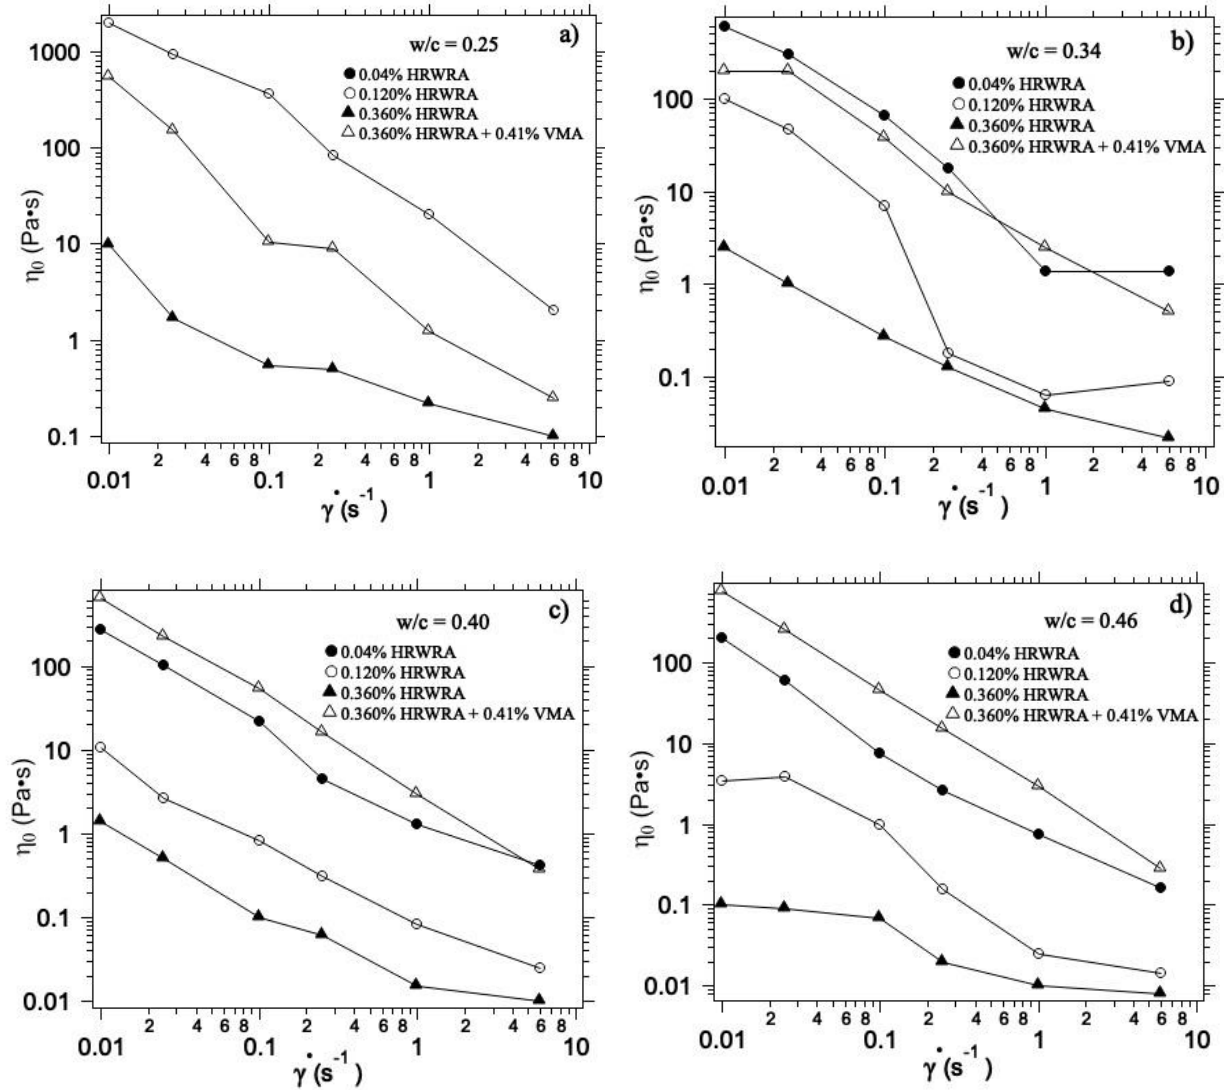 a)
w/c = 0.25
0.04% HRWRA
0.120% HRWRA
0.360% HRWRA
0.360% HRWRA + 0.41% VMA
1000
100
10
1
0.1
η0 (Pa•s)
2 4 6 8 2 4 6 8 2 4 6 8
0.01 0.1 1 10
γ̇ (s-1)
b)
w/c = 0.34
0.04% HRWRA
0.120% HRWRA
0.360% HRWRA
0.360% HRWRA + 0.41% VMA
100
10
1
0.1
η0 (Pa•s)
2 4 6 8 2 4 6 8 2 4 6 8
0.01 0.1 1 10
γ̇ (s-1)
c)
w/c = 0.40
0.04% HRWRA
0.120% HRWRA
0.360% HRWRA
0.360% HRWRA + 0.41% VMA
100
10
1
0.1
0.01
η0 (Pa•s)
2 4 6 8 2 4 6 8 2 4 6 8
0.01 0.1 1 10
γ̇ (s-1)
d)
w/c = 0.46
0.04% HRWRA
0.120% HRWRA
0.360% HRWRA
0.360% HRWRA + 0.41% VMA
100
10
1
0.1
0.01
η0 (Pa•s)
2 4 6 8 2 4 6 8 2 4 6 8
0.01 0.1 1 10
γ̇ (s-1)